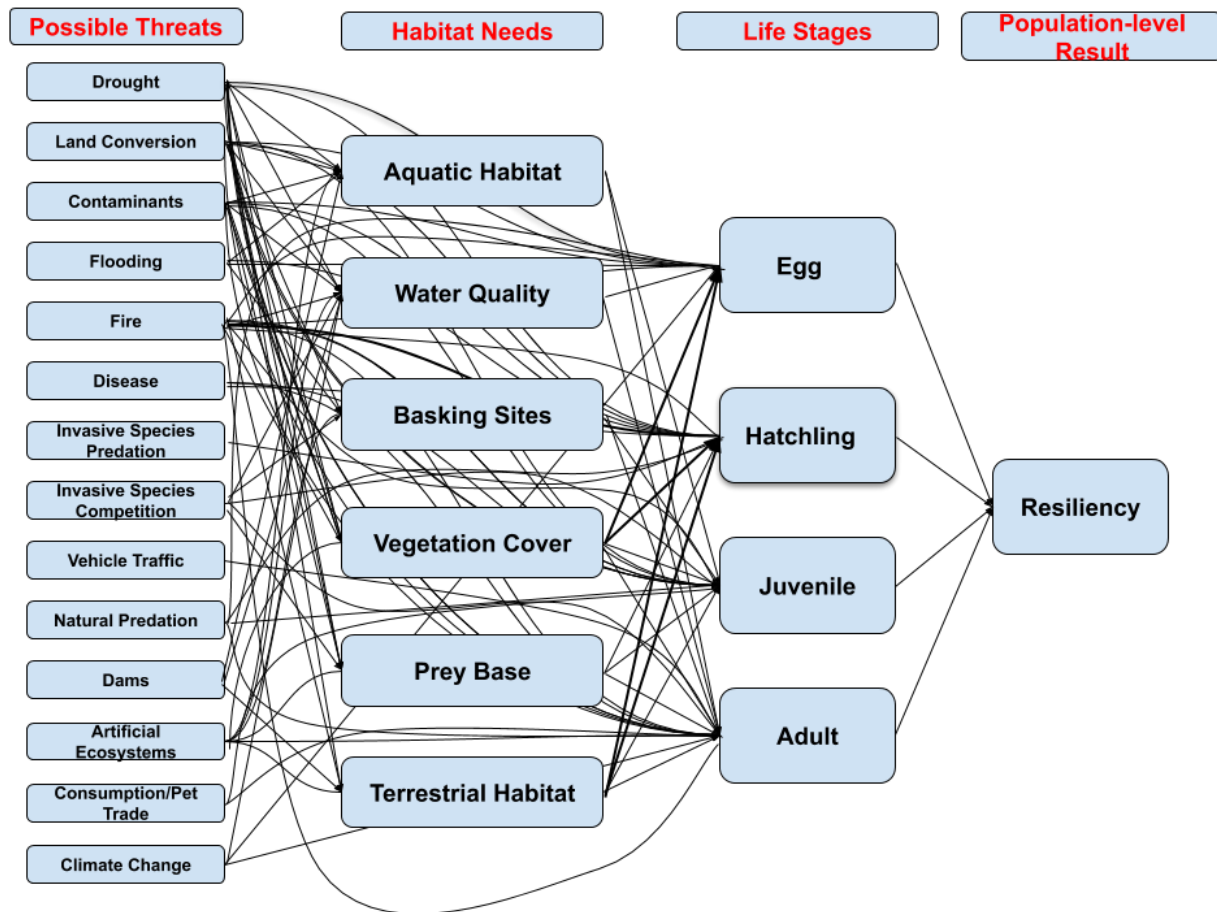 Possible Threats
Habitat Needs
Life Stages
Population-level
Result
Drought
Land Conversion
Contaminants
Flooding
Fire
Disease
Invasive Species
Predation
Invasive Species
Competition
Vehicle Traffic
Natural Predation
Dams
Artificial
Ecosystems
Consumption/Pet
Trade
Climate Change
Aquatic Habitat
Water Quality
Basking Sites
Vegetation Cover
Prey Base
Terrestrial Habitat
Egg
Hatchling
Juvenile
Adult
Resiliency